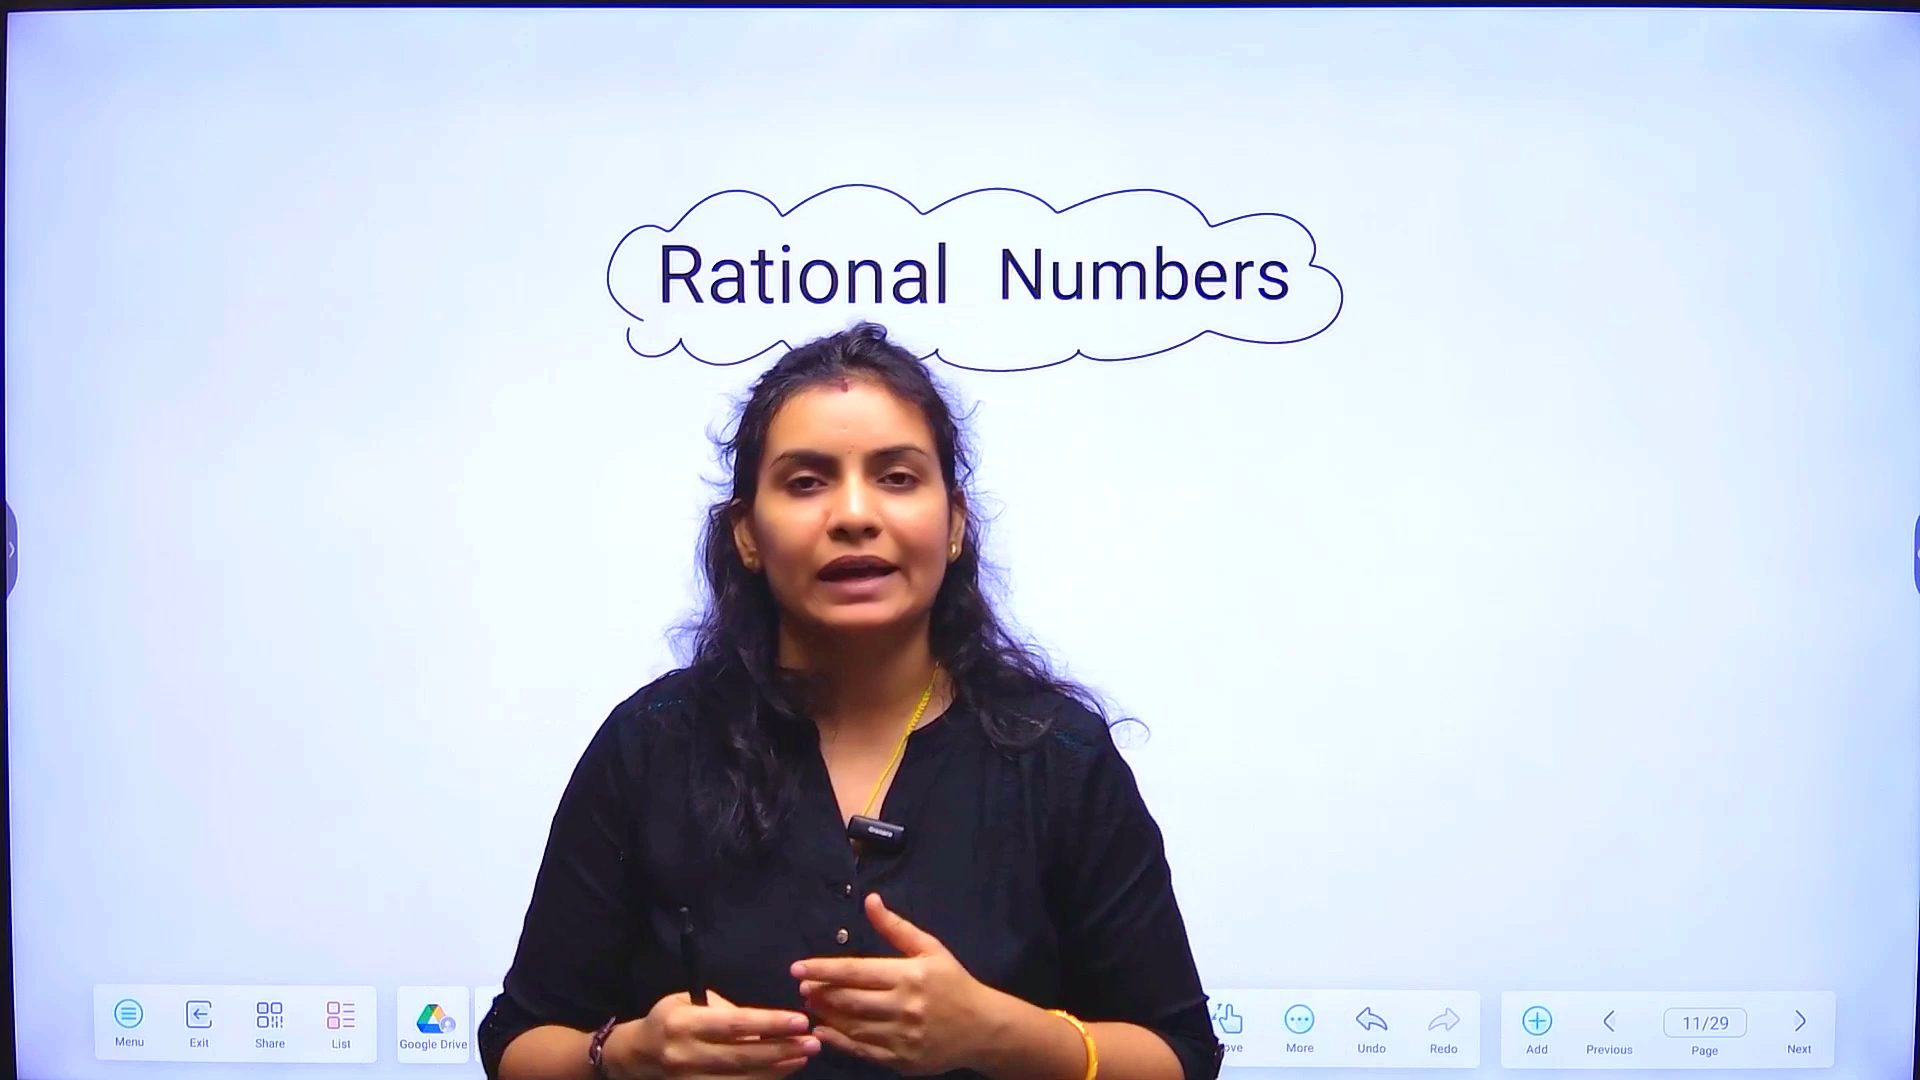 Rational Numbers
Menu
Exit
Share
List
Google Drive
More
Undo
Redo
Add
Previous
11/29
Page
Next